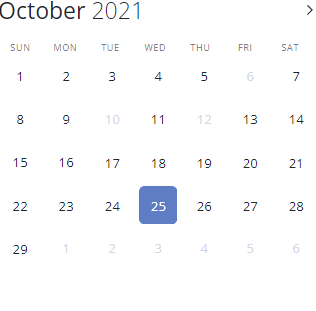 October 2021
SUN MON TUE WED THU FRI SAT
1 2 3 4 5 6 7
8 9 10 11 12 13 14
15 16 17 18 19 20 21
22 23 24 25 26 27 28
29 1 2 3 4 5 6